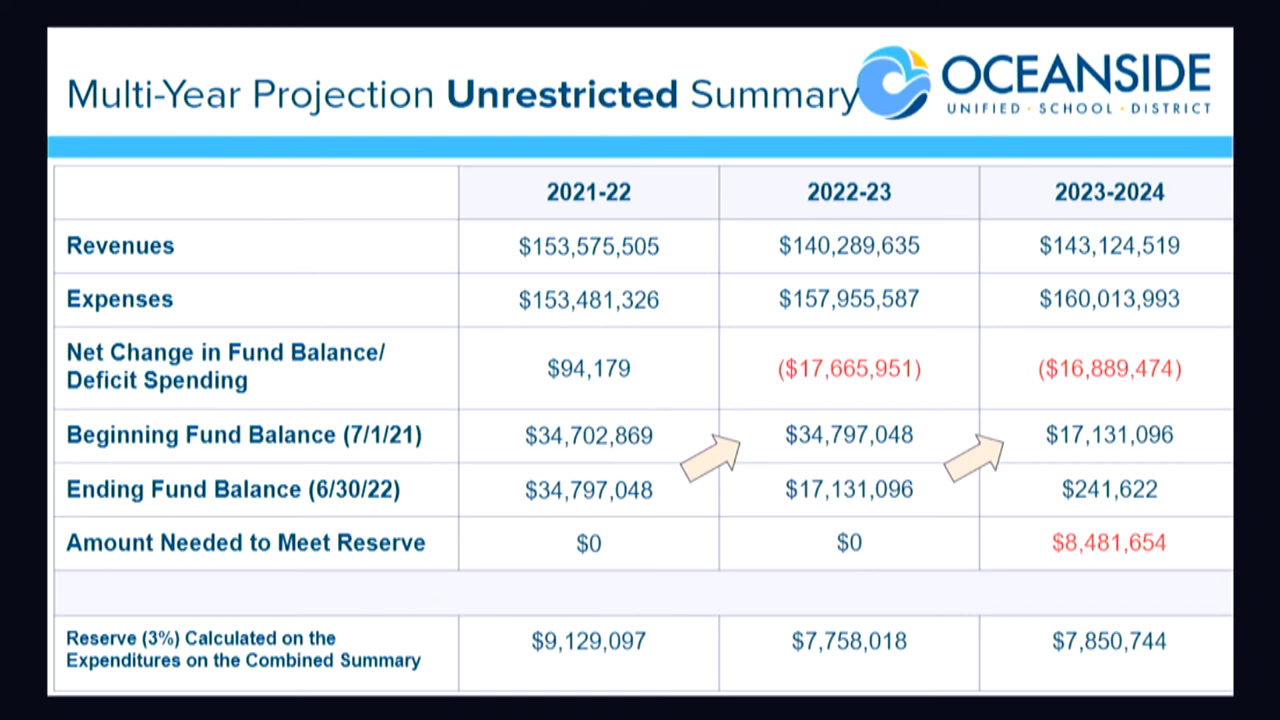 Multi-Year Projection Unrestricted Summary
OCEANSIDE
UNIFIED · SCHOOL · DISTRICT
2021-22 2022-23 2023-2024
Revenues $153,575,505 $140,289,635 $143,124,519
Expenses $153,481,326 $157,955,587 $160,013,993
Net Change in Fund Balance/
Deficit Spending $94,179 ($17,665,951) ($16,889,474)
Beginning Fund Balance (7/1/21) $34,702,869 $34,797,048 $17,131,096
Ending Fund Balance (6/30/22) $34,797,048 $17,131,096 $241,622
Amount Needed to Meet Reserve $0 $0 $8,481,654
Reserve (3%) Calculated on the
Expenditures on the Combined Summary $9,129,097 $7,758,018 $7,850,744